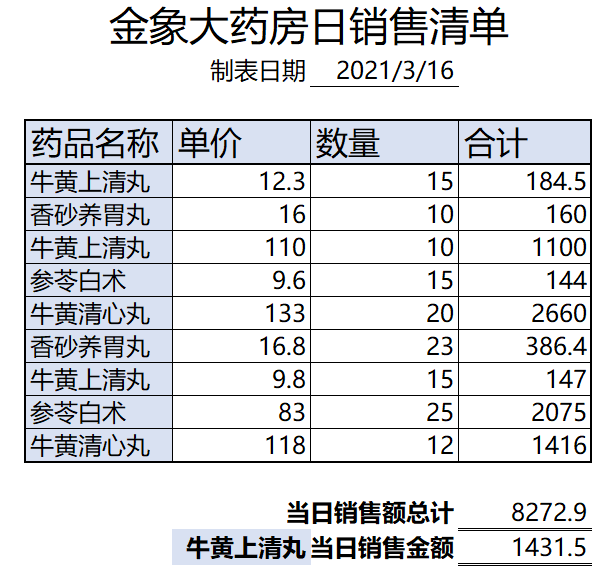 金象大药房日销售清单
制表日期 2021/3/16
药品名称 单价 数量 合计
牛黄上清丸 12.3 15 184.5
香砂养胃丸 16 10 160
牛黄上清丸 110 10 1100
参苓白术 9.6 15 144
牛黄清心丸 133 20 2660
香砂养胃丸 16.8 23 386.4
牛黄上清丸 9.8 15 147
参苓白术 83 25 2075
牛黄清心丸 118 12 1416
当日销售额总计 8272.9
牛黄上清丸 当日销售金额 1431.5